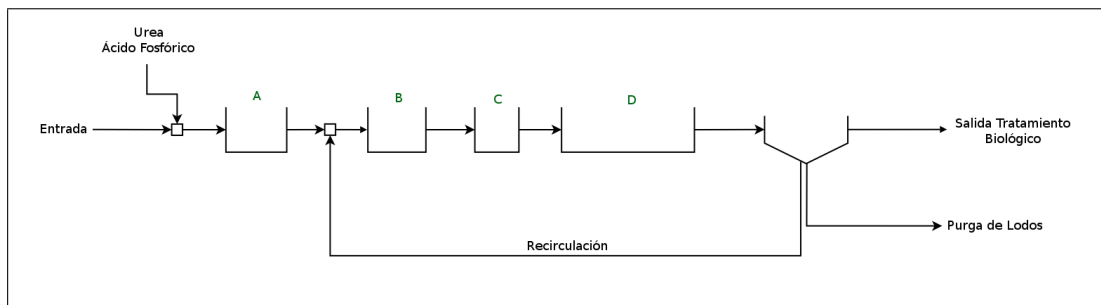 Urea
Ácido Fosfórico
A
B
C
D
Entrada
Salida Tratamiento
Biológico
Purga de Lodos
Recirculación